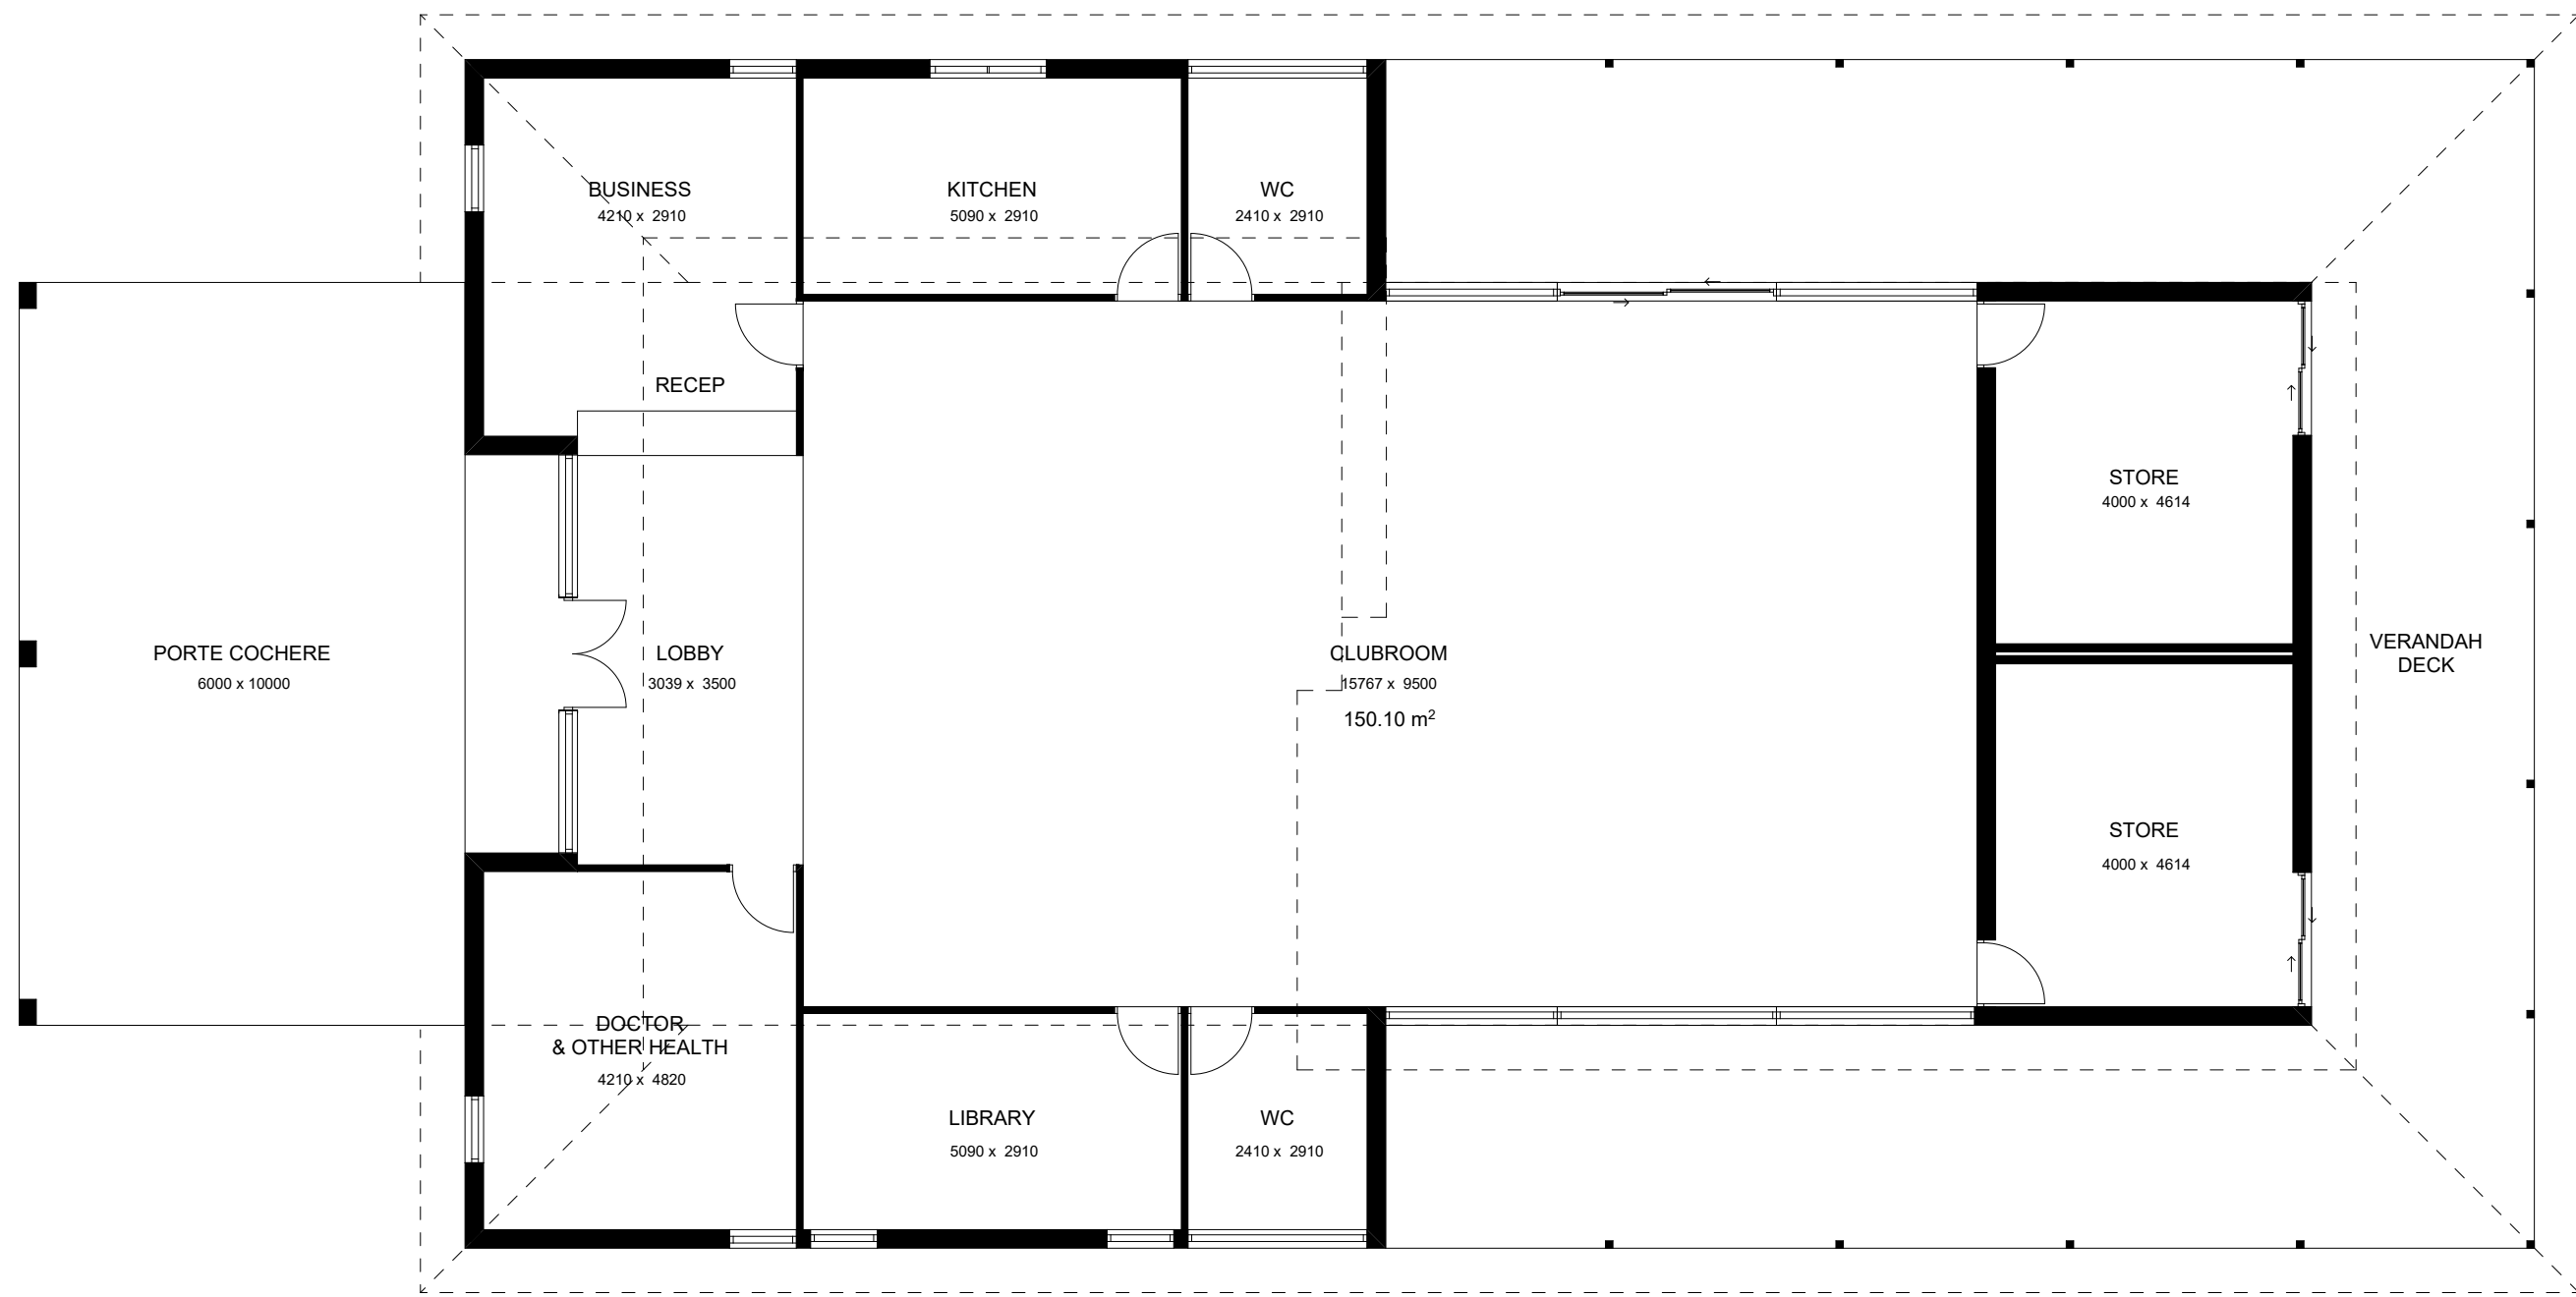 BUSINESS
4210 x 2910
KITCHEN
5090 x 2910
WC
2410 x 2910
RECEP
STORE
4000 x 4614
PORTE COCHERE
6000 x 10000
LOBBY
3039 x 3500
CLUBROOM
15767 x 9500
150.10 m²
VERANDAH
DECK
STORE
4000 x 4614
DOCTOR
& OTHER HEALTH
4210 x 4820
LIBRARY
5090 x 2910
WC
2410 x 2910